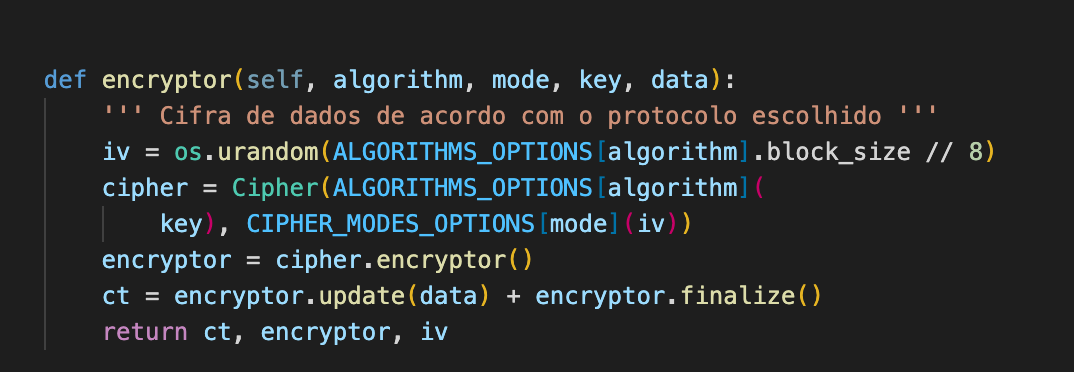 def encryptor(self, algorithm, mode, key, data):
    ''' Cifra de dados de acordo com o protocolo escolhido '''
    iv = os.urandom(ALGORITHMS_OPTIONS[algorithm].block_size // 8)
    cipher = Cipher(ALGORITHMS_OPTIONS[algorithm](
        key), CIPHER_MODES_OPTIONS[mode](iv))
    encryptor = cipher.encryptor()
    ct = encryptor.update(data) + encryptor.finalize()
    return ct, encryptor, iv